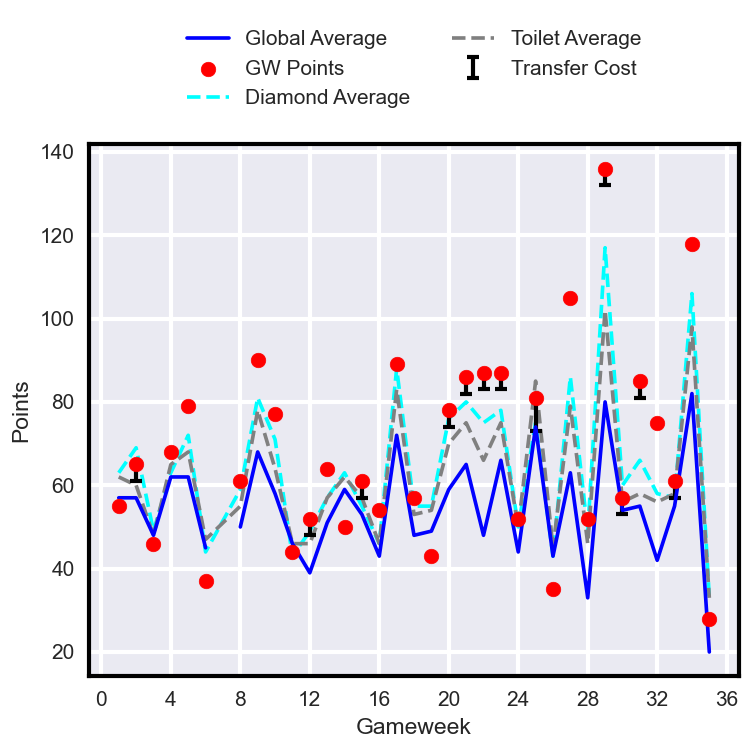 Global Average
GW Points
Diamond Average
Toilet Average
Transfer Cost
140
120
100
80
60
40
20
Points
0 4 8 12 16 20 24 28 32 36
Gameweek